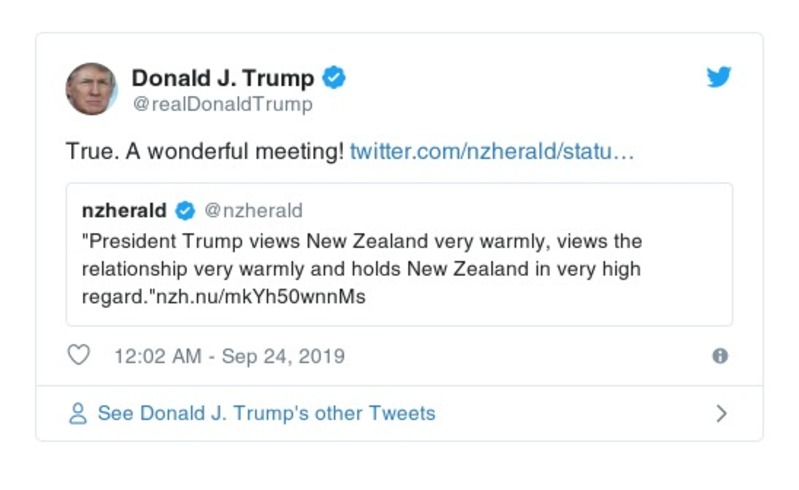 Donald J. Trump
@realDonaldTrump
True. A wonderful meeting! twitter.com/nzherald/statu…
nzherald @nzherald
"President Trump views New Zealand very warmly, views the
relationship very warmly and holds New Zealand in very high
regard."nzh.nu/mkYh50wnnMs
12:02 AM - Sep 24, 2019
See Donald J. Trump's other Tweets